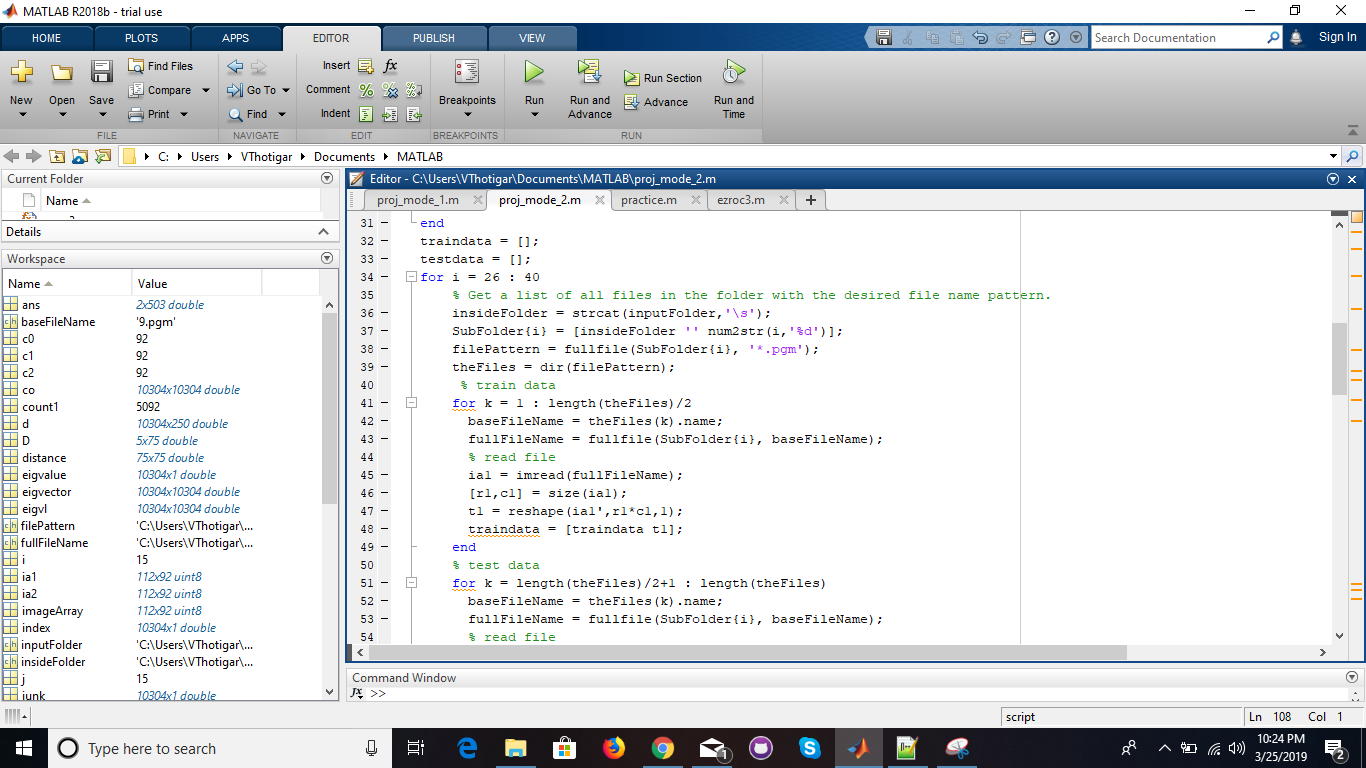 MATLAB R2018b - trial use
HOME PLOTS APPS EDITOR PUBLISH VIEW
Search Documentation
Sign In
New Open Save
Find Files
Compare
Print
FILE
Go To
Find
NAVIGATE
Insert fx
Comment
Indent
EDIT
Breakpoints
BREAKPOINTS
Run
Run and Advance
Run Section
Advance
Run and Time
RUN
C: Users VThotigar Documents MATLAB
Current Folder
Name
Details
Workspace
Name Value
ans 2x503 double
baseFileName '9.pgm'
c0 92
c1 92
c2 92
co 10304x10304 double
count1 5092
d 10304x250 double
D 5x75 double
distance 75x75 double
eigvalue 10304x1 double
eigvector 10304x10304 double
eigvl 10304x10304 double
filePattern 'C:\Users\VThotigar\...
fullFileName 'C:\Users\VThotigar\...
i 15
ia1 112x92 uint8
ia2 112x92 uint8
imageArray 112x92 uint8
index 10304x1 double
inputFolder 'C:\Users\VThotigar\...
insideFolder 'C:\Users\VThotigar\...
j 15
junk 10304x1 double
Editor - C:\Users\VThotigar\Documents\MATLAB\proj_mode_2.m
proj_mode_1.m proj_mode_2.m practice.m ezroc3.m
31 end
32 traindata = [];
33 testdata = [];
34 for i = 26 : 40
35 % Get a list of all files in the folder with the desired file name pattern.
36 insideFolder = strcat(inputFolder,'\s');
37 SubFolder{i} = [insideFolder '' num2str(i,'%d')];
38 filePattern = fullfile(SubFolder{i}, '*.pgm');
39 theFiles = dir(filePattern);
40 % train data
41 for k = 1 : length(theFiles)/2
42 baseFileName = theFiles(k).name;
43 fullFileName = fullfile(SubFolder{i}, baseFileName);
44 % read file
45 ia1 = imread(fullFileName);
46 [r1,c1] = size(ia1);
47 t1 = reshape(ia1',r1*c1,1);
48 traindata = [traindata t1];
49 end
50 % test data
51 for k = length(theFiles)/2+1 : length(theFiles)
52 baseFileName = theFiles(k).name;
53 fullFileName = fullfile(SubFolder{i}, baseFileName);
54 % read file
Command Window
fx >>
script
Ln 108 Col 1
Type here to search
1
10:24 PM
3/25/2019
2